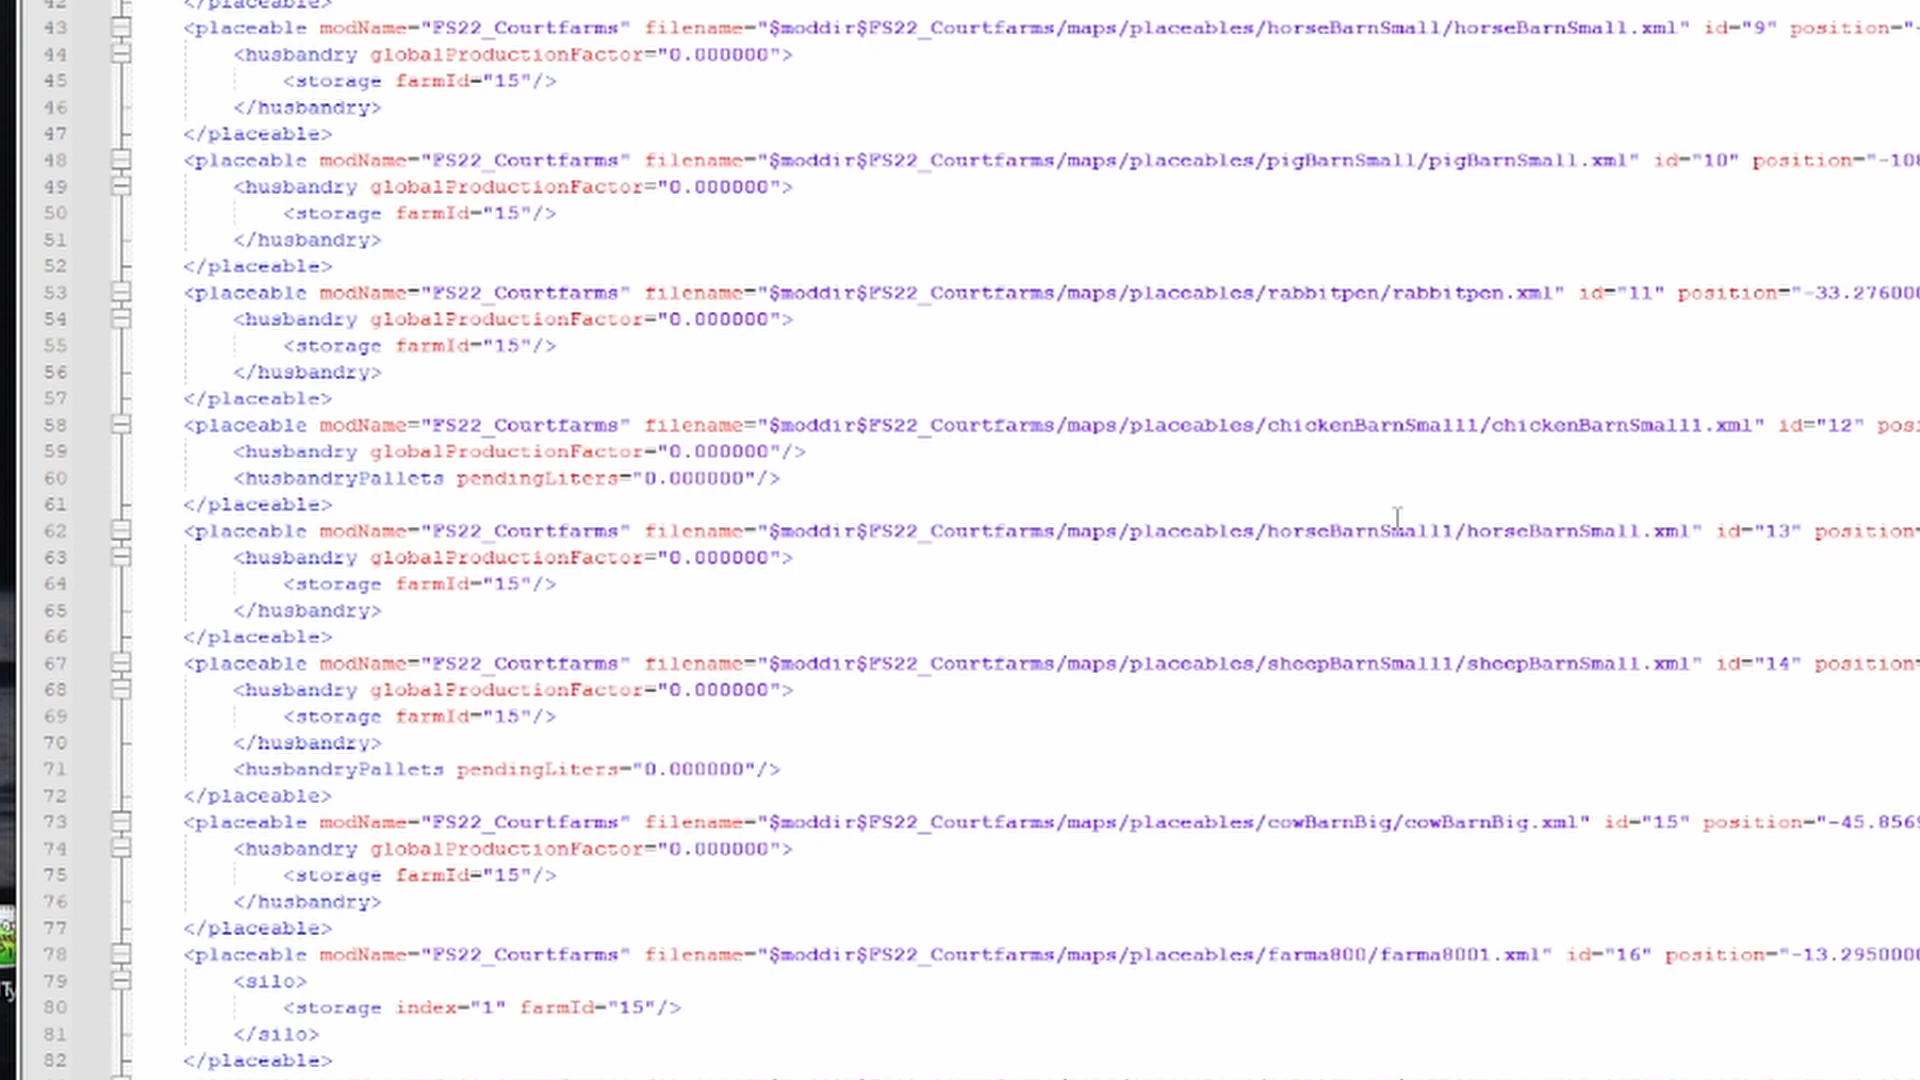 42 </placeable>
43 <placeable modName="FS22_Courtfarms" filename="$moddir$FS22_Courtfarms/maps/placeables/horseBarnSmall/horseBarnSmall.xml" id="9" position="-
44 <husbandry globalProductionFactor="0.000000">
45 <storage farmId="15"/>
46 </husbandry>
47 </placeable>
48 <placeable modName="FS22_Courtfarms" filename="$moddir$FS22_Courtfarms/maps/placeables/pigBarnSmall/pigBarnSmall.xml" id="10" position="-108
49 <husbandry globalProductionFactor="0.000000">
50 <storage farmId="15"/>
51 </husbandry>
52 </placeable>
53 <placeable modName="FS22_Courtfarms" filename="$moddir$FS22_Courtfarms/maps/placeables/rabbitpen/rabbitpen.xml" id="11" position="-33.276000
54 <husbandry globalProductionFactor="0.000000">
55 <storage farmId="15"/>
56 </husbandry>
57 </placeable>
58 <placeable modName="FS22_Courtfarms" filename="$moddir$FS22_Courtfarms/maps/placeables/chickenBarnSmall1/chickenBarnSmall1.xml" id="12" posi
59 <husbandry globalProductionFactor="0.000000"/>
60 <husbandryPallets pendingLiters="0.000000"/>
61 </placeable>
62 <placeable modName="FS22_Courtfarms" filename="$moddir$FS22_Courtfarms/maps/placeables/horseBarnSmall1/horseBarnSmall.xml" id="13" position=
63 <husbandry globalProductionFactor="0.000000">
64 <storage farmId="15"/>
65 </husbandry>
66 </placeable>
67 <placeable modName="FS22_Courtfarms" filename="$moddir$FS22_Courtfarms/maps/placeables/sheepBarnSmall1/sheepBarnSmall.xml" id="14" position=
68 <husbandry globalProductionFactor="0.000000">
69 <storage farmId="15"/>
70 </husbandry>
71 <husbandryPallets pendingLiters="0.000000"/>
72 </placeable>
73 <placeable modName="FS22_Courtfarms" filename="$moddir$FS22_Courtfarms/maps/placeables/cowBarnBig/cowBarnBig.xml" id="15" position="-45.8569
74 <husbandry globalProductionFactor="0.000000">
75 <storage farmId="15"/>
76 </husbandry>
77 </placeable>
78 <placeable modName="FS22_Courtfarms" filename="$moddir$FS22_Courtfarms/maps/placeables/farma800/farma8001.xml" id="16" position="-13.2950000
79 <silo>
80 <storage index="1" farmId="15"/>
81 </silo>
82 </placeable>